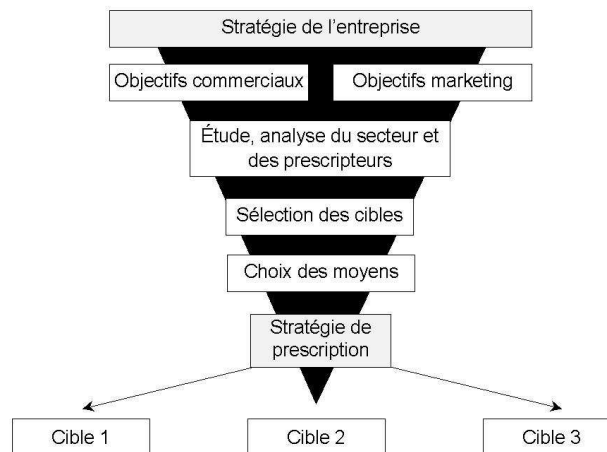 Stratégie de l'entreprise
Objectifs commerciaux
Objectifs marketing
Étude, analyse du secteur et
des prescripteurs
Sélection des cibles
Choix des moyens
Stratégie de
prescription
Cible 1
Cible 2
Cible 3